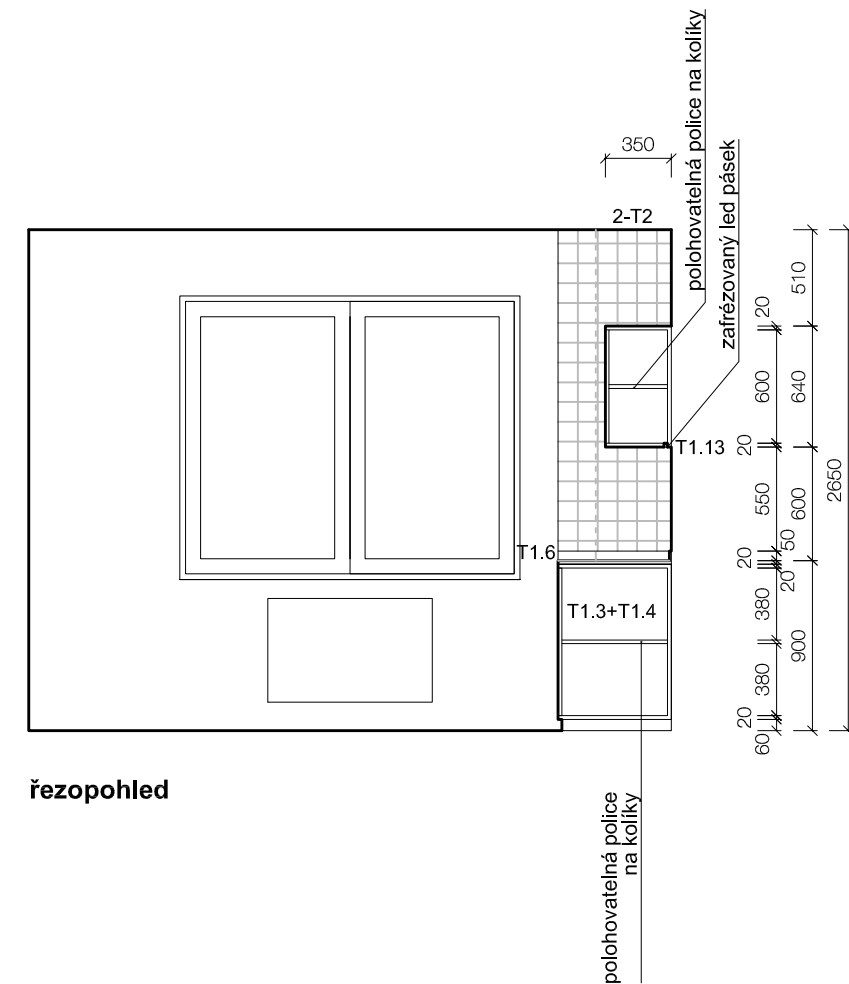 polohovatelná police na kolíky
zafrézovaný led pásek
350
2-T2
510
20
600
640
T1.13
20
550
600
2650
50
T1.6
20
20
T1.3+T1.4
380
900
380
20
60
řezopohled
polohovatelná police
na kolíky